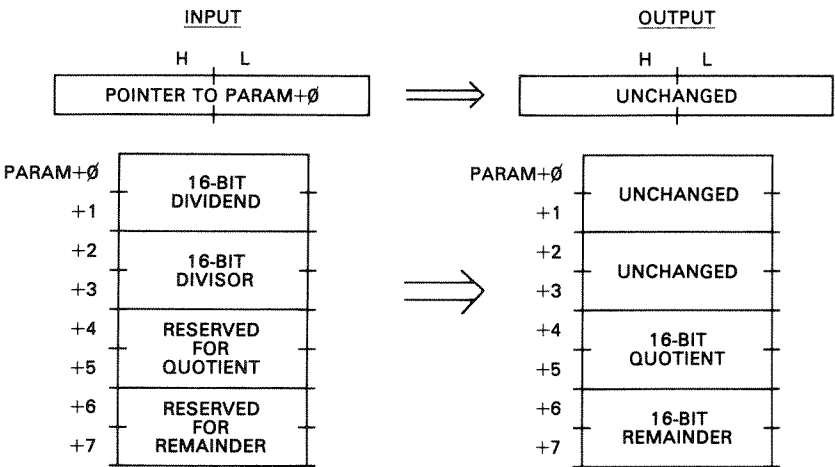 INPUT
H L
POINTER TO PARAM+Ø
PARAM+Ø
+1
+2
+3
+4
+5
+6
+7
16-BIT
DIVIDEND
16-BIT
DIVISOR
RESERVED
FOR
QUOTIENT
RESERVED
FOR
REMAINDER
OUTPUT
H L
UNCHANGED
PARAM+Ø
+1
+2
+3
+4
+5
+6
+7
UNCHANGED
UNCHANGED
16-BIT
QUOTIENT
16-BIT
REMAINDER